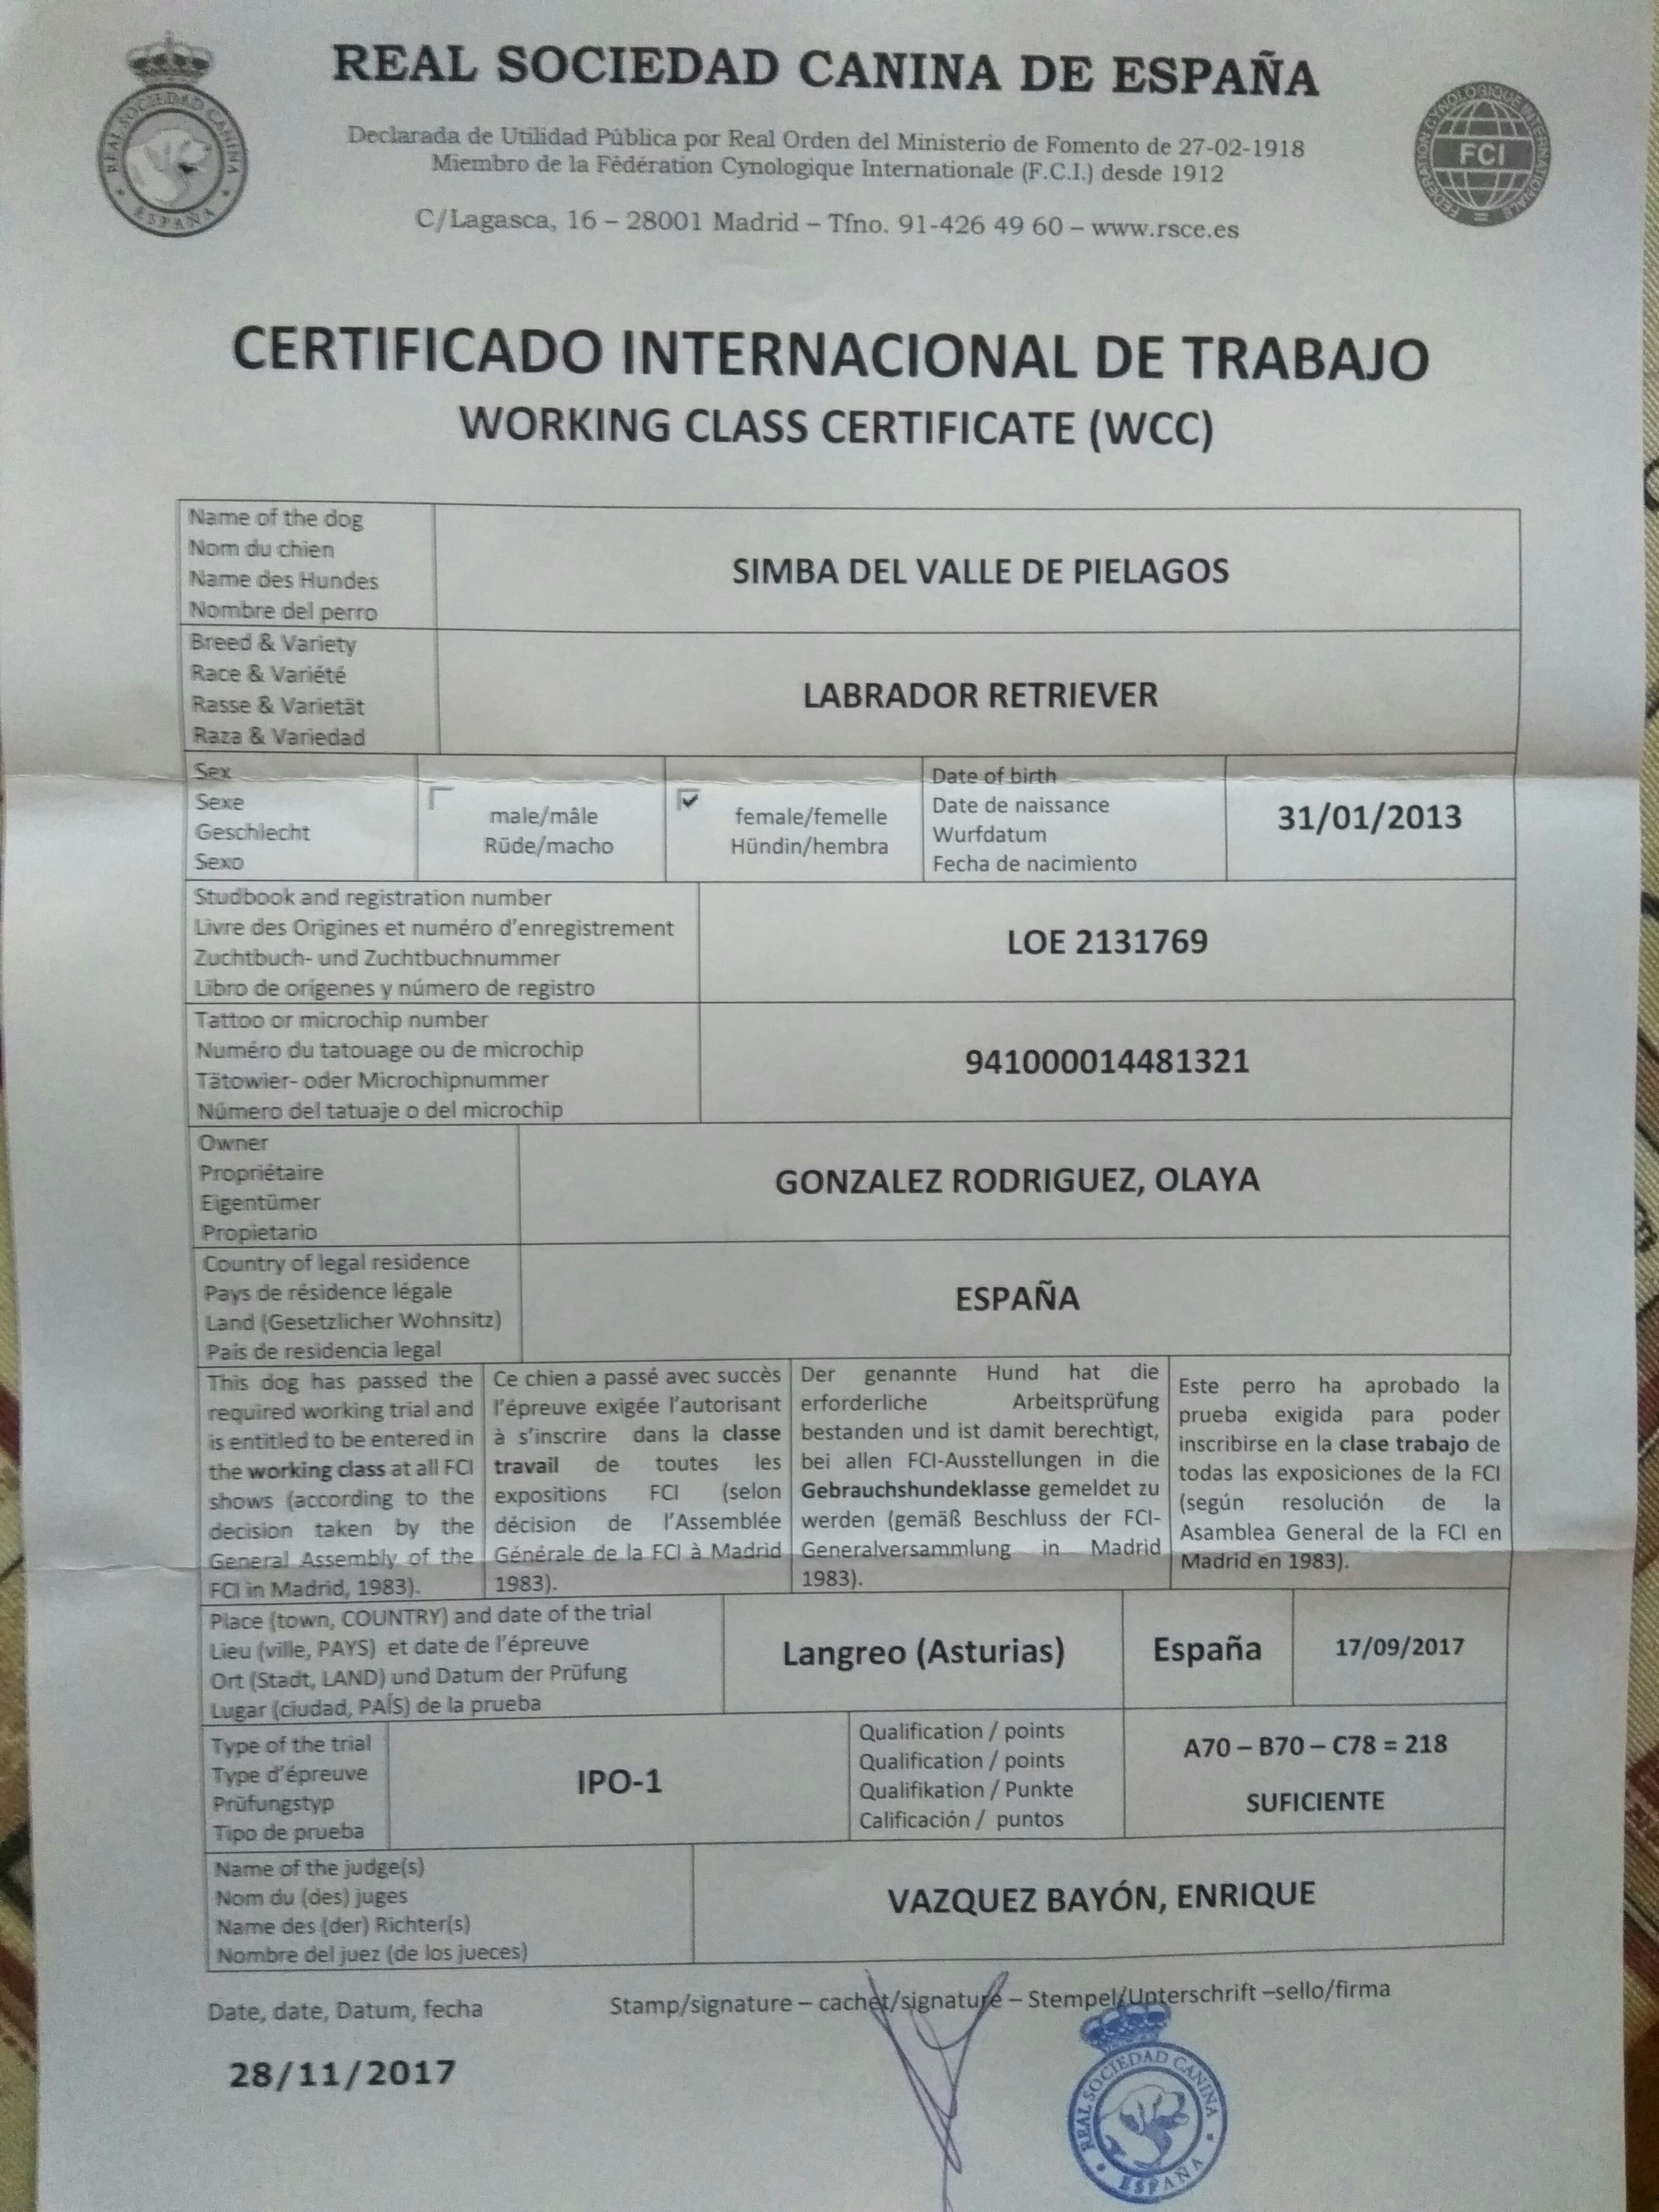 REAL SOCIEDAD CANINA DE ESPAÑA
Declarada de Utilidad Pública por Real Orden del Ministerio de Fomento de 27-02-1918
Miembro de la Fédération Cynologique Internationale (F.C.I.) desde 1912
C/Lagasca, 16 – 28001 Madrid – Tfno. 91-426 49 60 – www.rsce.es
REAL SOCIEDAD CANINA
ESPAÑA
FEDERATION CYNOLOGIQUE INTERNATIONALE
FCI
CERTIFICADO INTERNACIONAL DE TRABAJO
WORKING CLASS CERTIFICATE (WCC)
Name of the dog
Nom du chien
Name des Hundes
Nombre del perro
SIMBA DEL VALLE DE PIELAGOS
Breed & Variety
Race & Variété
Rasse & Varietät
Raza & Variedad
LABRADOR RETRIEVER
Sex
Sexe
Geschlecht
Sexo
male/mâle
Rüde/macho
female/femelle
Hündin/hembra
Date of birth
Date de naissance
Wurfdatum
Fecha de nacimiento
31/01/2013
Studbook and registration number
Livre des Origines et numéro d'enregistrement
Zuchtbuch- und Zuchtbuchnummer
Libro de orígenes y número de registro
LOE 2131769
Tattoo or microchip number
Numéro du tatouage ou de microchip
Tätowier- oder Microchipnummer
Número del tatuaje o del microchip
941000014481321
Owner
Propriétaire
Eigentümer
Propietario
GONZALEZ RODRIGUEZ, OLAYA
Country of legal residence
Pays de résidence légale
Land (Gesetzlicher Wohnsitz)
País de residencia legal
ESPAÑA
This dog has passed the
required working trial and
is entitled to be entered in
the working class at all FCI
shows (according to the
decision taken by the
General Assembly of the
FCI in Madrid, 1983).
Ce chien a passé avec succès
l'épreuve exigée l'autorisant
à s'inscrire dans la classe
travail de toutes les
expositions FCI (selon
décision de l'Assemblée
Générale de la FCI à Madrid
1983).
Der genannte Hund hat die
erforderliche Arbeitsprüfung
bestanden und ist damit berechtigt,
bei allen FCI-Ausstellungen in die
Gebrauchshundeklasse gemeldet zu
werden (gemäß Beschluss der FCI-
Generalversammlung in Madrid
1983).
Este perro ha aprobado la
prueba exigida para poder
inscribirse en la clase trabajo de
todas las exposiciones de la FCI
(según resolución de la
Asamblea General de la FCI en
Madrid en 1983).
Place (town, COUNTRY) and date of the trial
Lieu (ville, PAYS) et date de l'épreuve
Ort (Stadt, LAND) und Datum der Prüfung
Lugar (ciudad, PAÍS) de la prueba
Langreo (Asturias)
España
17/09/2017
Type of the trial
Type d'épreuve
Prüfungstyp
Tipo de prueba
IPO-1
Qualification / points
Qualification / points
Qualifikation / Punkte
Calificación / puntos
A70 – B70 – C78 = 218
SUFICIENTE
Name of the judge(s)
Nom du (des) juges
Name des (der) Richter(s)
Nombre del juez (de los jueces)
VAZQUEZ BAYÓN, ENRIQUE
Date, date, Datum, fecha
Stamp/signature – cachet/signature – Stempel/Unterschrift –sello/firma
28/11/2017
REAL SOCIEDAD CANINA
ESPAÑA